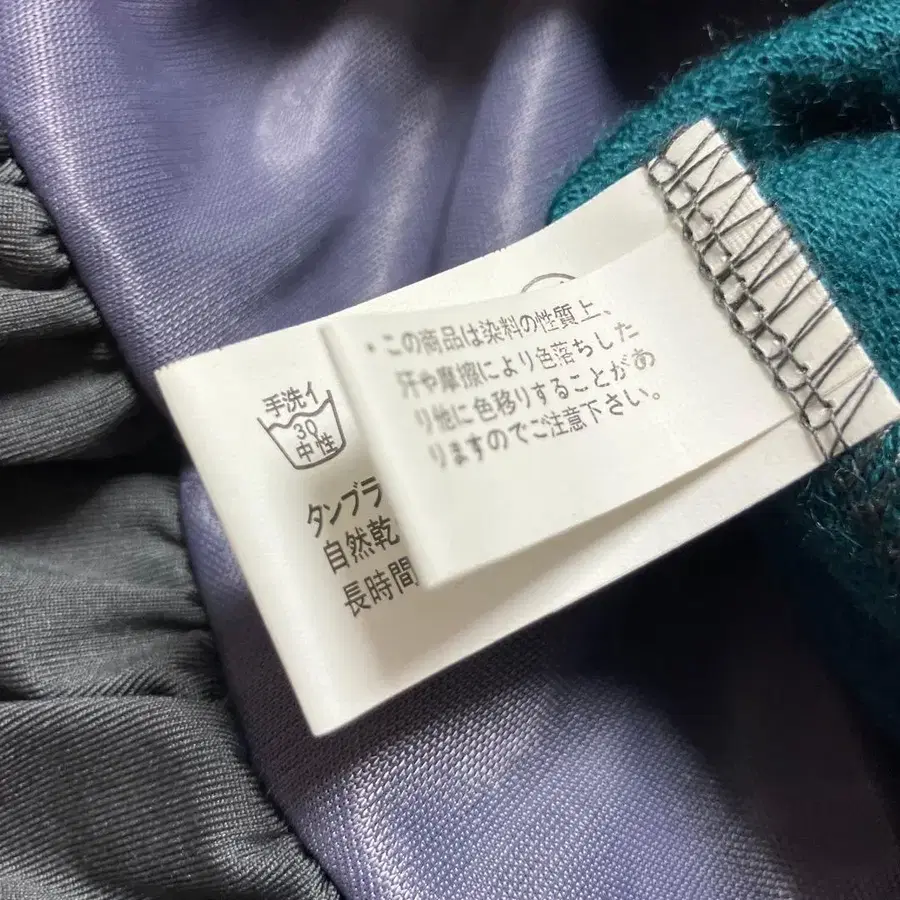 ・この商品は染料の性質上、
汗や摩擦により色落ちした
り他に色移りすることがあ
りますのでご注意下さい。
手洗イ
30
中性
タンブラ
自然乾
長時間